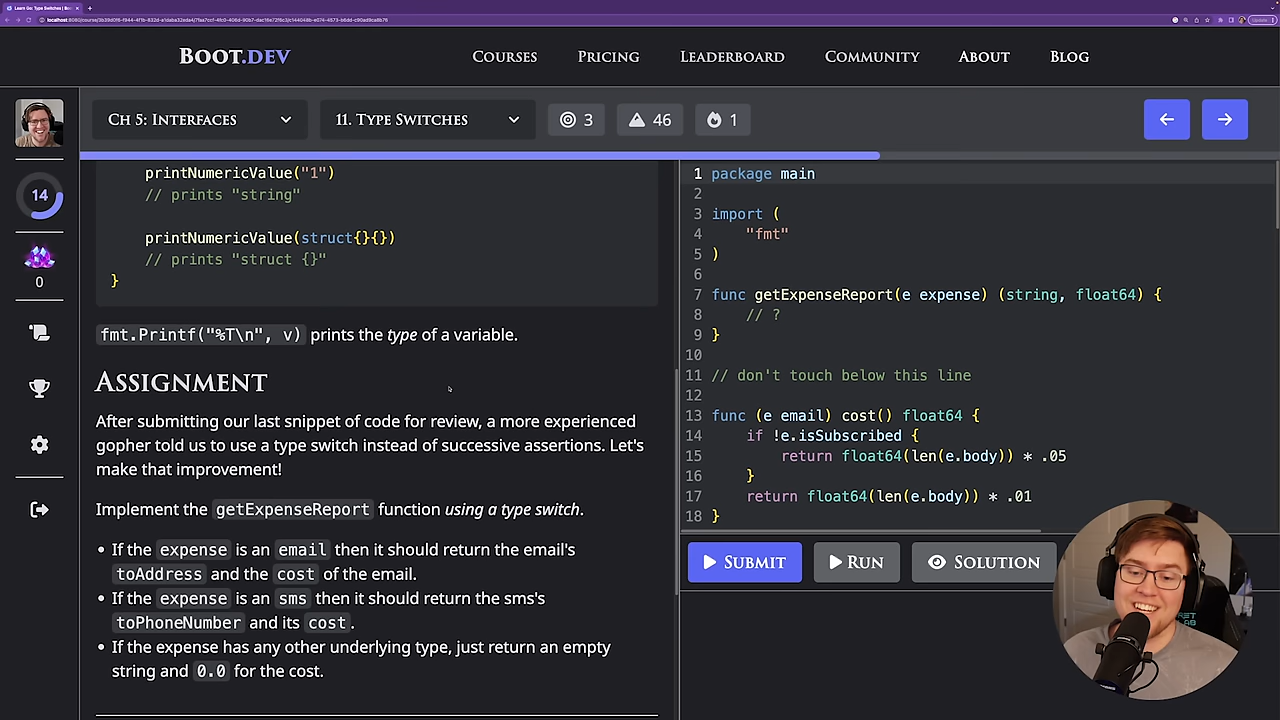 Learn Go: Type Switches | Boo
BOOT.DEV
COURSES
PRICING
LEADERBOARD
COMMUNITY
ABOUT
BLOG
CH 5: INTERFACES
11. TYPE SWITCHES
3
46
1
14
0
printNumericValue("1")
// prints "string"
printNumericValue(struct{}{})
// prints "struct {}"
}
fmt.Printf("%T\n", v) prints the type of a variable.
ASSIGNMENT
After submitting our last snippet of code for review, a more experienced
gopher told us to use a type switch instead of successive assertions. Let's
make that improvement!
Implement the getExpenseReport function using a type switch.
• If the expense is an email then it should return the email's
toAddress and the cost of the email.
• If the expense is an sms then it should return the sms's
toPhoneNumber and its cost.
• If the expense has any other underlying type, just return an empty
string and 0.0 for the cost.
1 package main
2
3 import (
4 "fmt"
5 )
6
7 func getExpenseReport(e expense) (string, float64) {
8 // ?
9 }
10
11 // don't touch below this line
12
13 func (e email) cost() float64 {
14 if !e.isSubscribed {
15 return float64(len(e.body)) * .05
16 }
17 return float64(len(e.body)) * .01
18 }
SUBMIT
RUN
SOLUTION